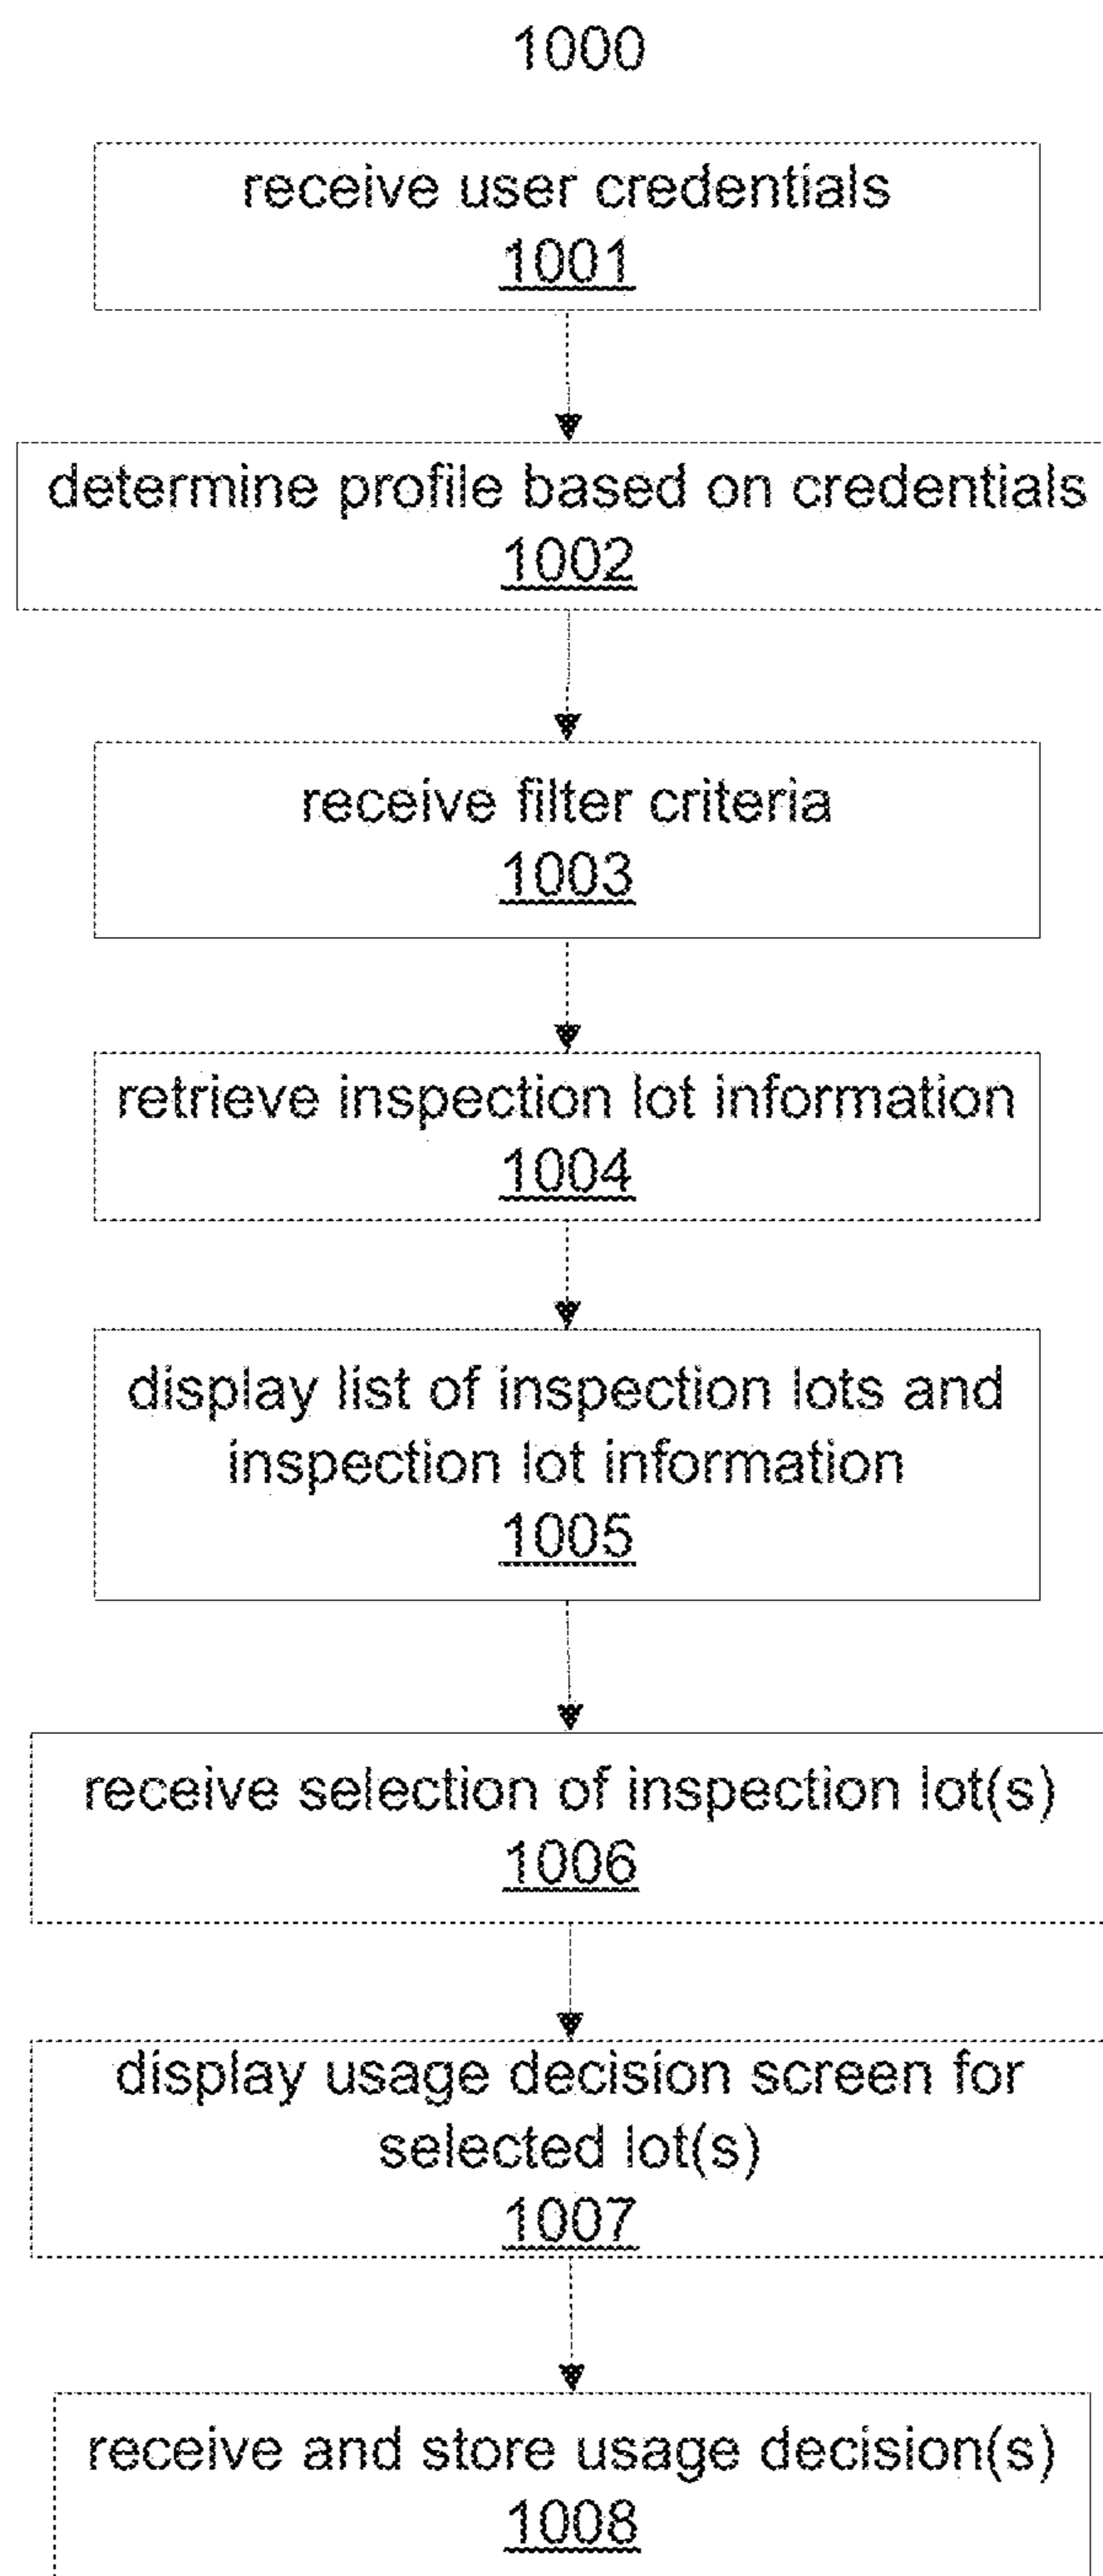 1000
receive user credentials
1001
determine profile based on credentials
1002
receive filter criteria
1003
retrieve inspection lot information
1004
display list of inspection lots and
inspection lot information
1005
receive selection of inspection lot(s)
1006
display usage decision screen for
selected lot(s)
1007
receive and store usage decision(s)
1008